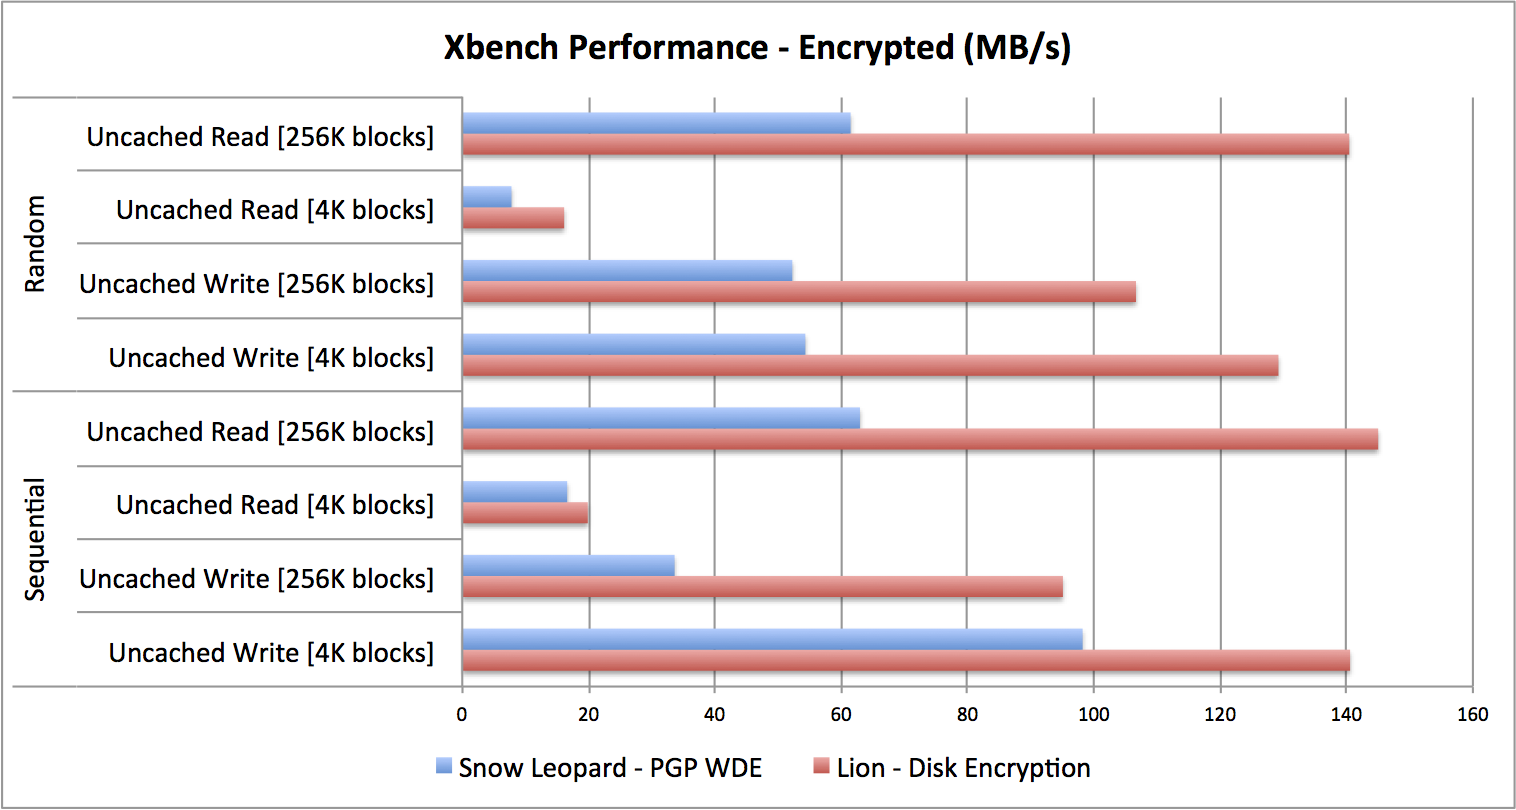 Xbench Performance - Encrypted (MB/s)
Random
Uncached Read [256K blocks]
Uncached Read [4K blocks]
Uncached Write [256K blocks]
Uncached Write [4K blocks]
Sequential
Uncached Read [256K blocks]
Uncached Read [4K blocks]
Uncached Write [256K blocks]
Uncached Write [4K blocks]
0 20 40 60 80 100 120 140 160
Snow Leopard - PGP WDE Lion - Disk Encryption